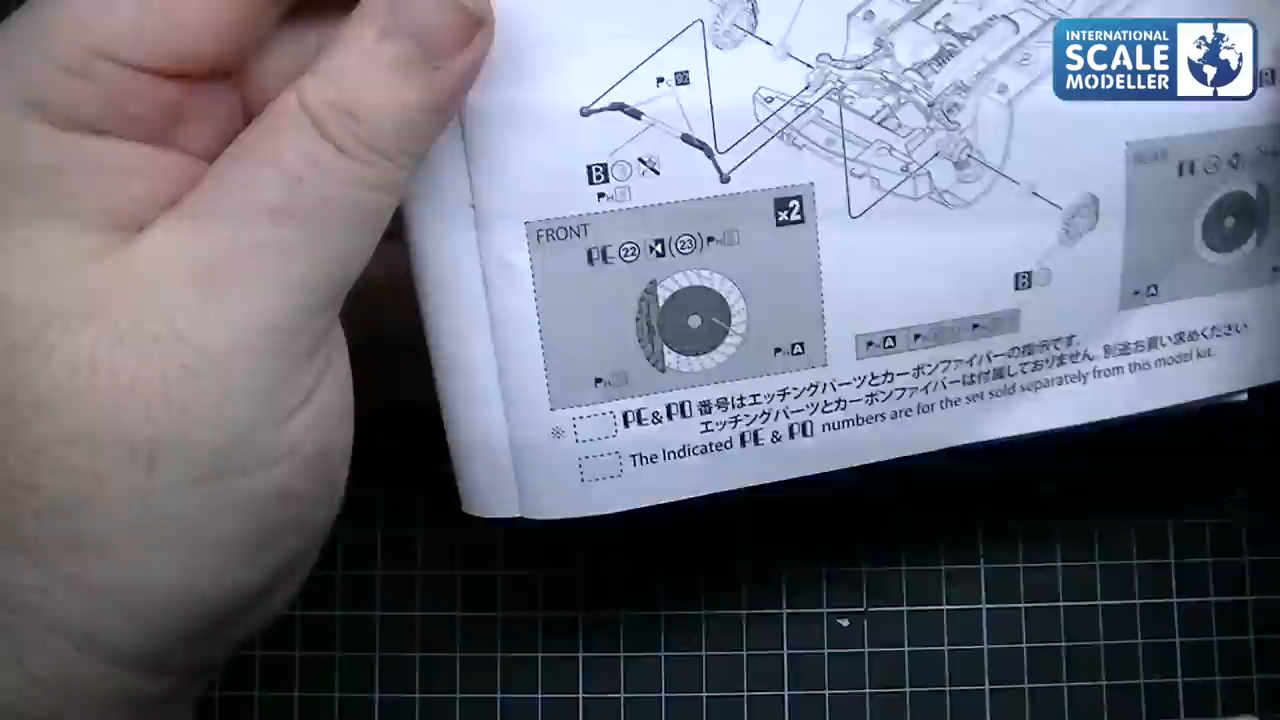 INTERNATIONAL
SCALE
MODELLER
B
FRONT
x2
PE 22 (23)
A
A
B
A
※ PE & PD 番号はエッチングパーツとカーボンファイバーの指示です。
エッチングパーツとカーボンファイバーは付属しておりません。別途お買い求めください
The Indicated PE & PD numbers are for the set sold separately from this model kit.